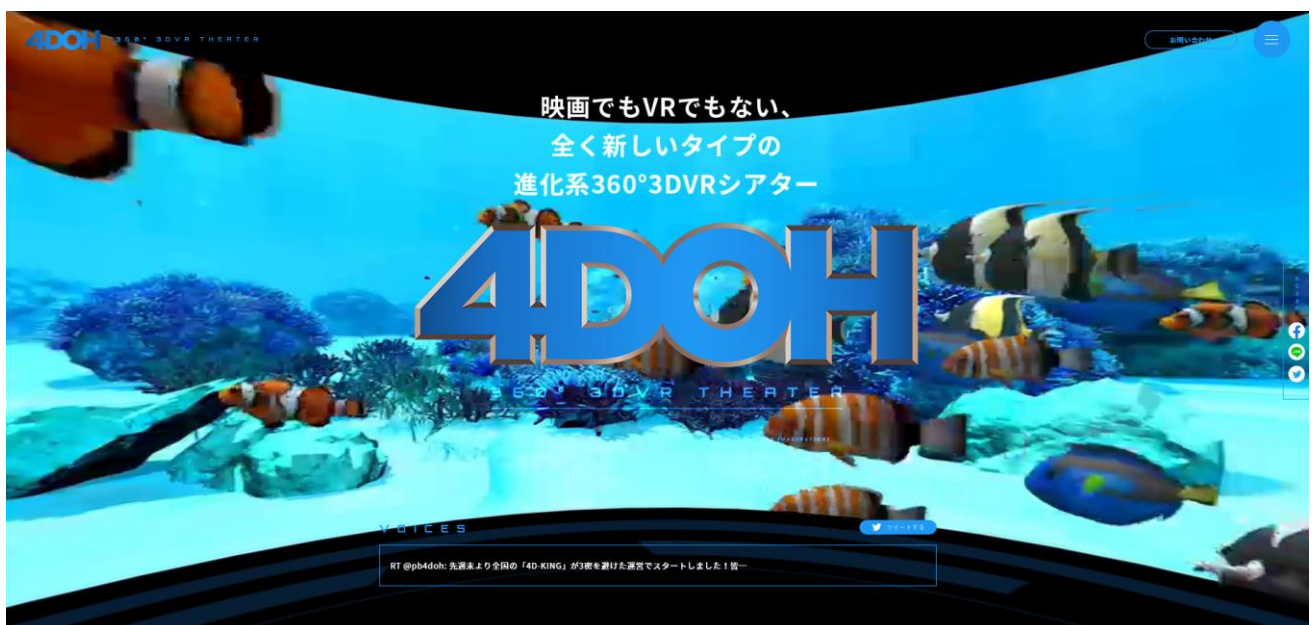 4DOH 360° 3DVR THEATER
お問い合わせ
映画でもVRでもない、
全く新しいタイプの
進化系360°3DVRシアター
4DOH
360° 3DVR THEATER
VOICES
ツイートする
RT @pb4doh: 先週末より全国の「4D-KING」が3密を避けた運営でスタートしました！皆…